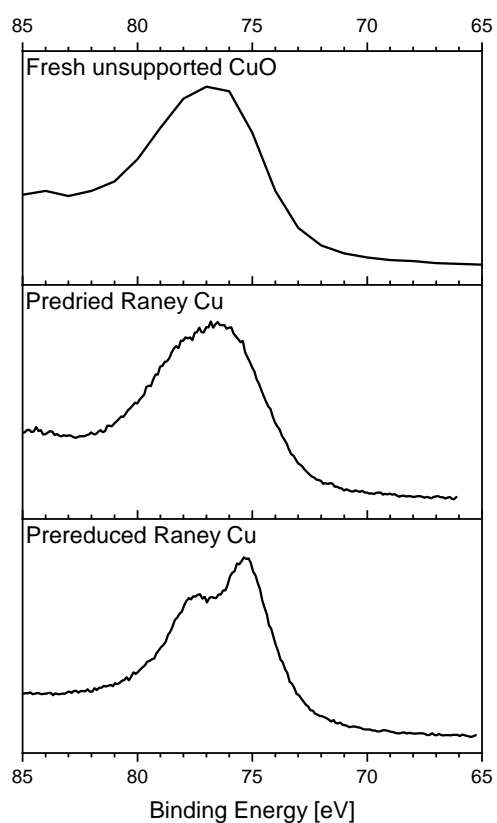 85 80 75 70 65
Fresh unsupported CuO
Predried Raney Cu
Prereduced Raney Cu
85 80 75 70 65
Binding Energy [eV]